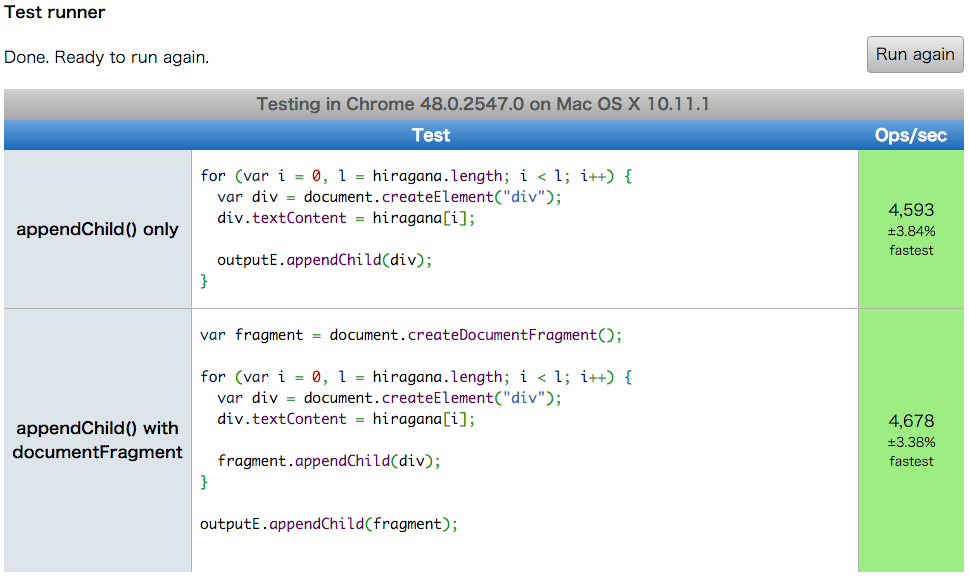 Test runner
Done. Ready to run again.
Run again
Testing in Chrome 48.0.2547.0 on Mac OS X 10.11.1
Test
Ops/sec
appendChild() only
for (var i = 0, l = hiragana.length; i < l; i++) {
  var div = document.createElement("div");
  div.textContent = hiragana[i];
  outputE.appendChild(div);
}
4,593
±3.84%
fastest
appendChild() with
documentFragment
var fragment = document.createDocumentFragment();
for (var i = 0, l = hiragana.length; i < l; i++) {
  var div = document.createElement("div");
  div.textContent = hiragana[i];
  fragment.appendChild(div);
}
outputE.appendChild(fragment);
4,678
±3.38%
fastest